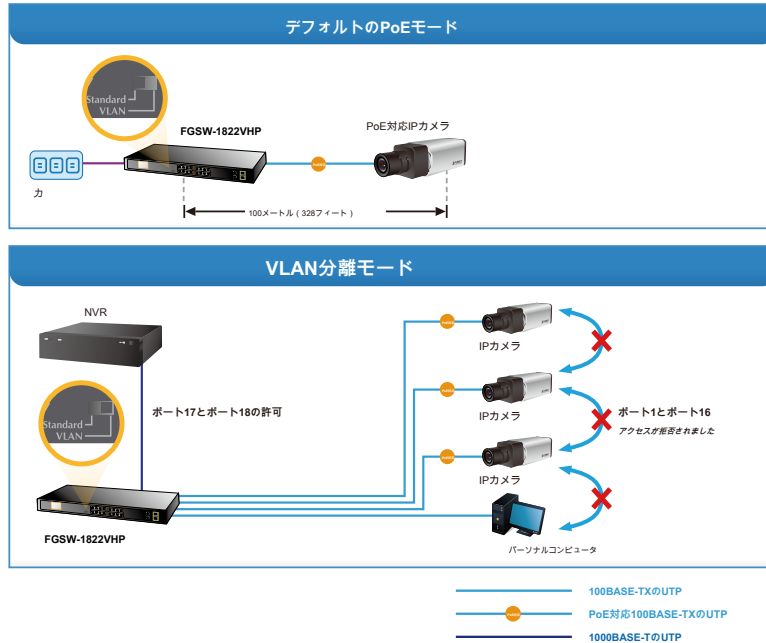 デフォルトのPoEモード
Standard
VLAN
FGSW-1822VHP
PoE対応IPカメラ
力
100メートル ( 328フィート )
VLAN分離モード
NVR
IPカメラ
Standard
VLAN
ポート17とポート18の許可
IPカメラ
ポート1とポート16
アクセスが拒否されました
IPカメラ
FGSW-1822VHP
パーソナルコンピュータ
100BASE-TXのUTP
PoE対応100BASE-TXのUTP
1000BASE-TのUTP